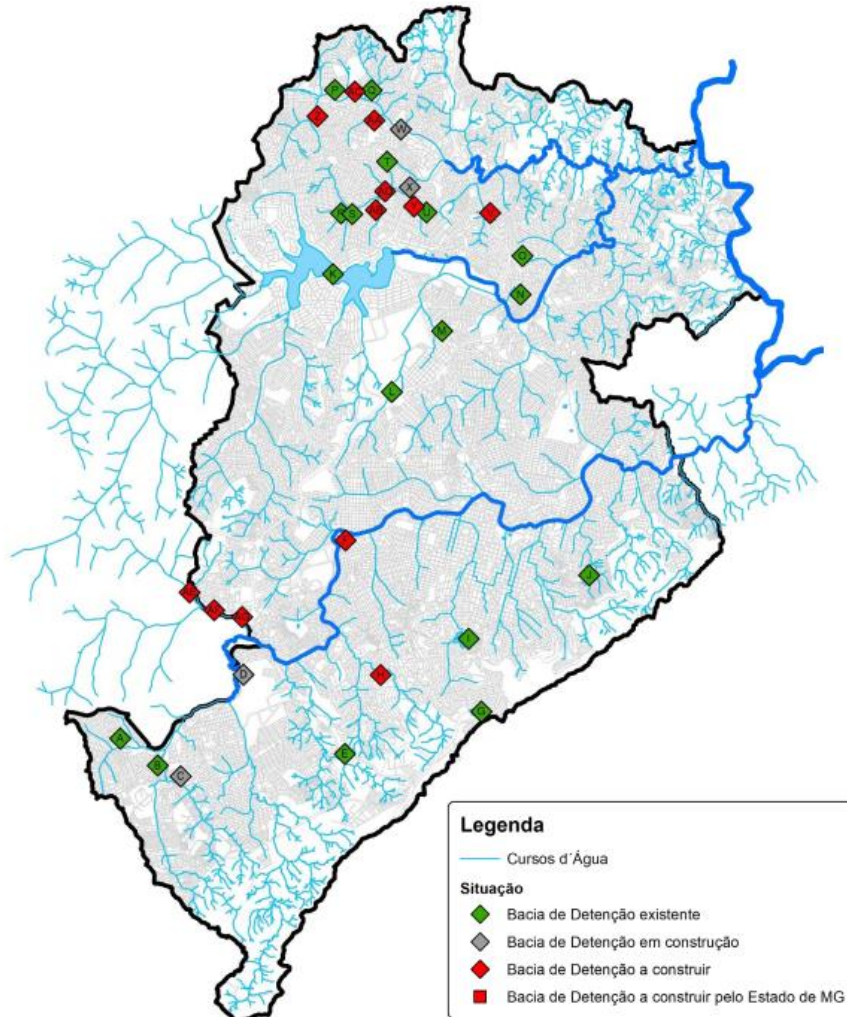 P
Q
Z
W
T
X
S
U
O
K
N
M
L
J
I
D
H
G
A
B
C
E
Legenda
Cursos d´Água
Situação
Bacia de Detenção existente
Bacia de Detenção em construção
Bacia de Detenção a construir
Bacia de Detenção a construir pelo Estado de MG